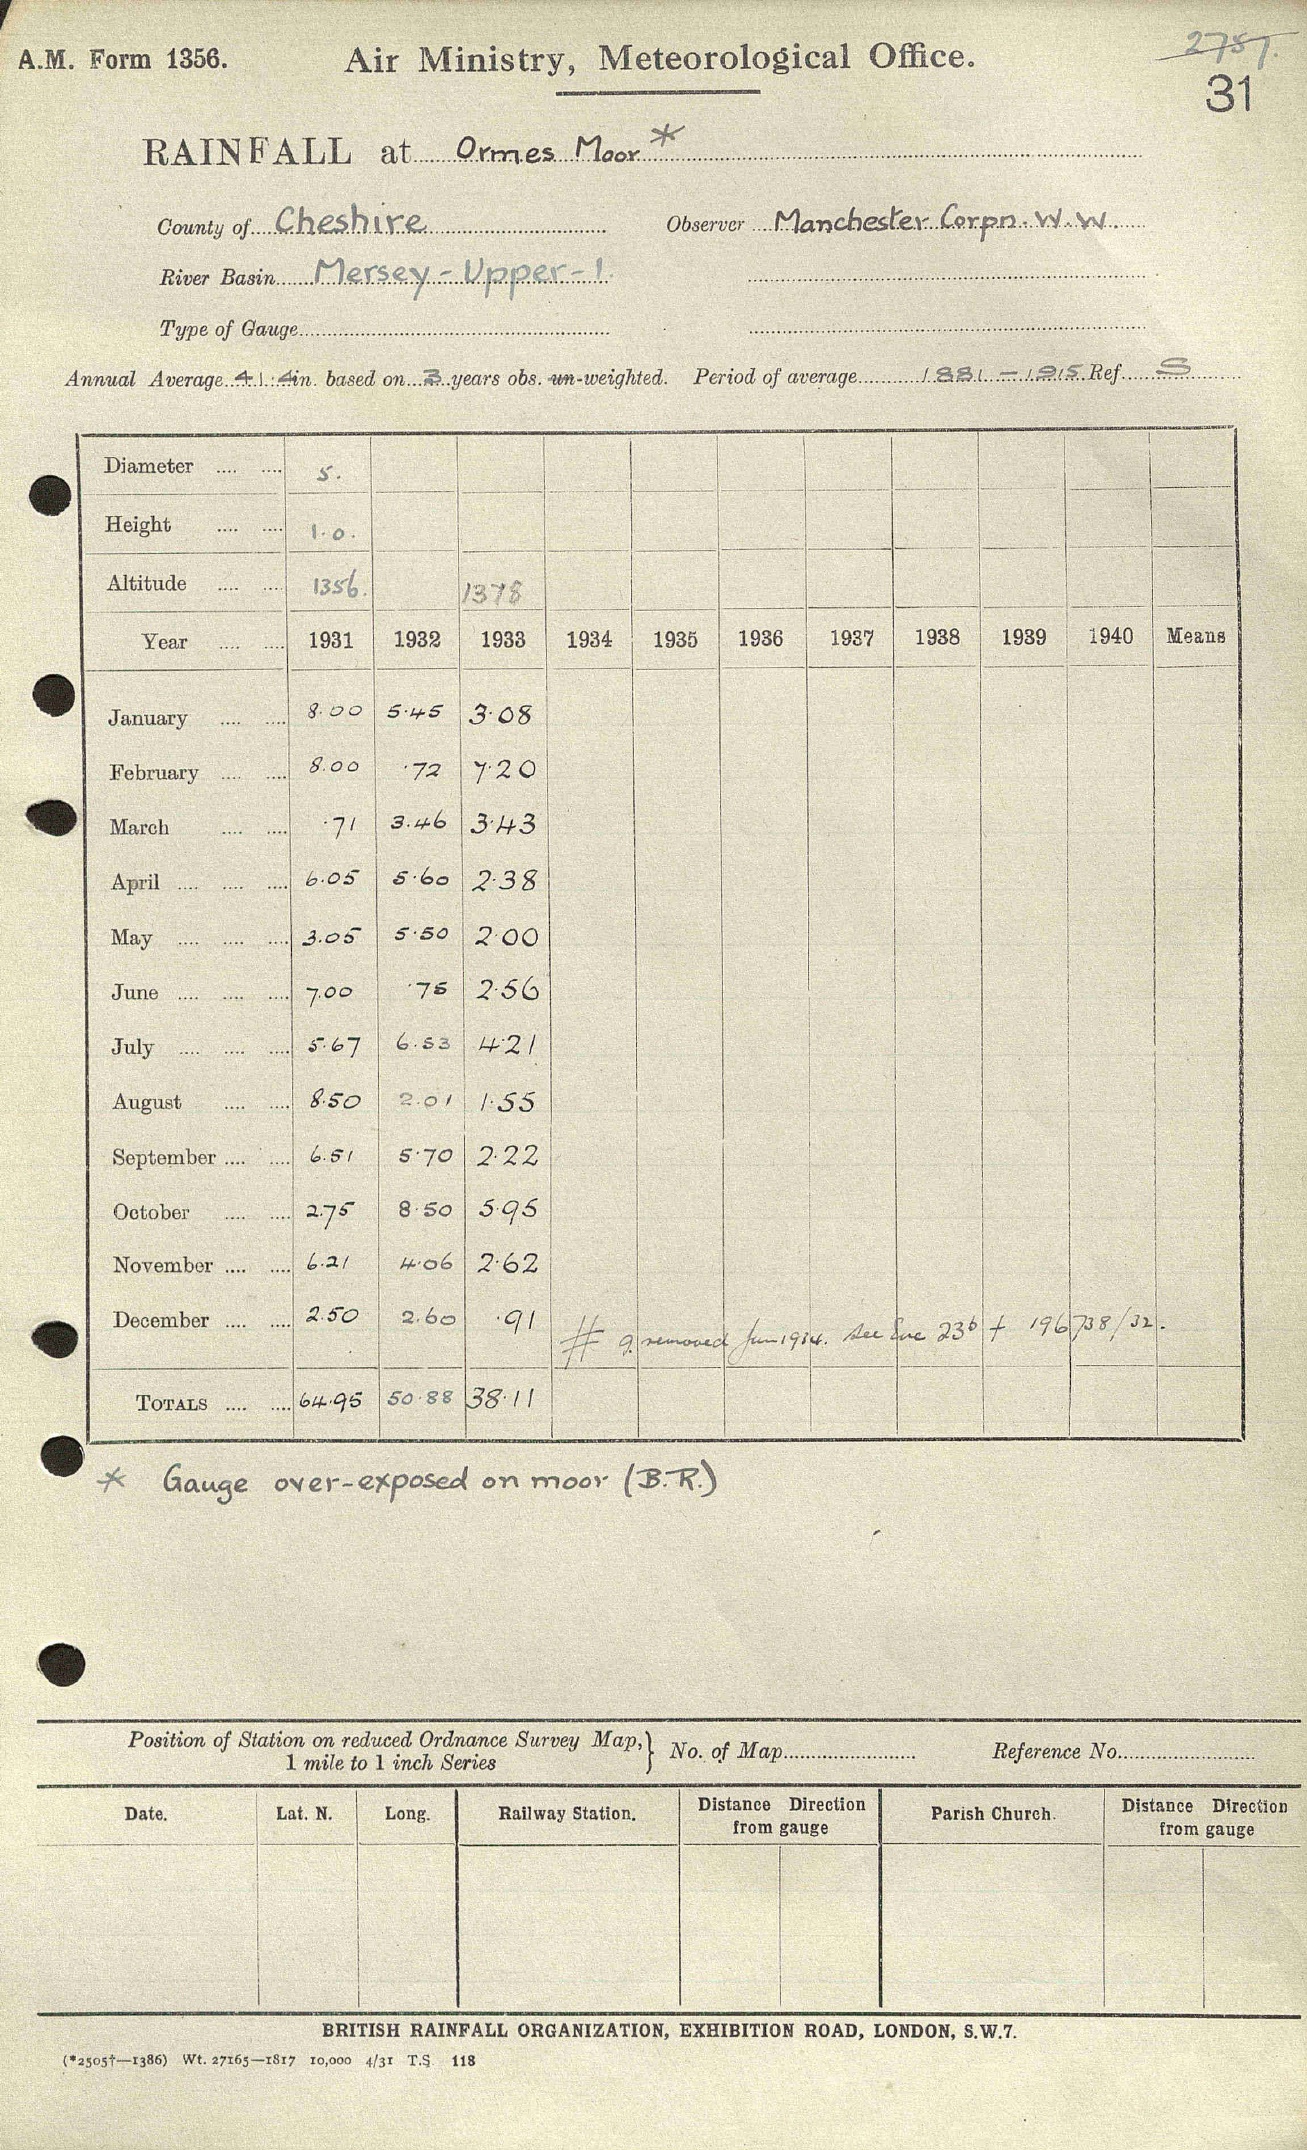 2787.
A.M. Form 1356. Air Ministry, Meteorological Office.
31
RAINFALL at Ormes Moor *
County of Cheshire Observer Manchester Corpn. W.W.
River Basin Mersey - Upper - 1.
Type of Gauge
Annual Average 41.4 in. based on 3 years obs. un-weighted. Period of average 1881 - 1915 Ref. S
Diameter .... .... 5.
Height .... .... 1.0.
Altitude .... .... 1356. 1378
Year .... .... 1931 1932 1933 1934 1935 1936 1937 1938 1939 1940 Means
January .... .... 8.00 5.45 3.08
February .... .... 8.00 .72 7.20
March .... .... .71 3.46 3.43
April .... .... .... 6.05 5.60 2.38
May .... .... .... 3.05 5.50 2.00
June .... .... .... 7.00 .75 2.56
July .... .... .... 5.67 6.53 4.21
August .... .... 8.50 2.01 1.55
September .... .... 6.51 5.70 2.22
October .... .... 2.75 8.50 5.95
November .... .... 6.21 4.06 2.62
December .... .... 2.50 2.60 .91
# g. removed Jan 1934. see Enc 23b + 196738/32.
TOTALS .... .... 64.95 50.88 38.11
* Gauge over-exposed on moor (B.R.)
Position of Station on reduced Ordnance Survey Map,} No. of Map Reference No.
1 mile to 1 inch Series
Date. Lat. N. Long. Railway Station. Distance Direction Parish Church. Distance Direction
from gauge from gauge
BRITISH RAINFALL ORGANIZATION, EXHIBITION ROAD, LONDON, S.W.7.
(*2505†—1386) Wt. 27165—1817 10,000 4/31 T.S. 118